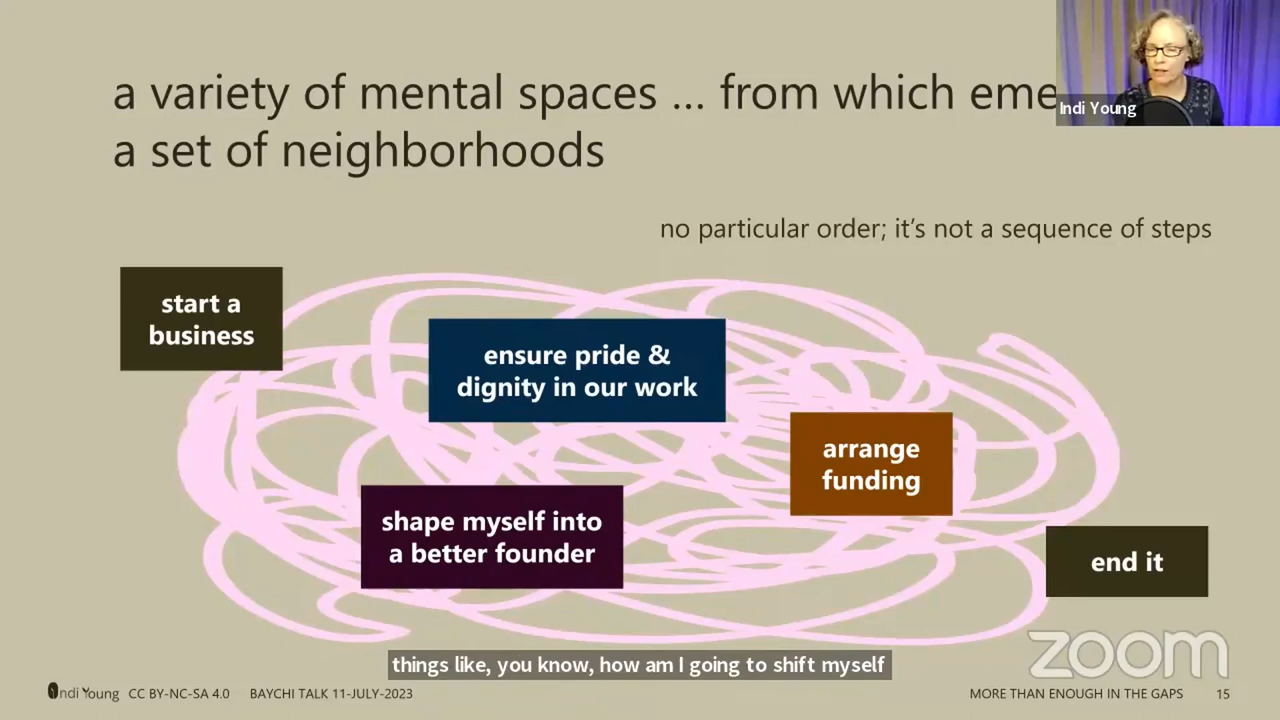 a variety of mental spaces ... from which eme
a set of neighborhoods
Indi Young
no particular order; it's not a sequence of steps
start a
business
ensure pride &
dignity in our work
arrange
funding
shape myself into
a better founder
end it
zoom
things like, you know, how am I going to shift myself
Indi Young CC BY-NC-SA 4.0 BAYCHI TALK 11-JULY-2023 MORE THAN ENOUGH IN THE GAPS 15